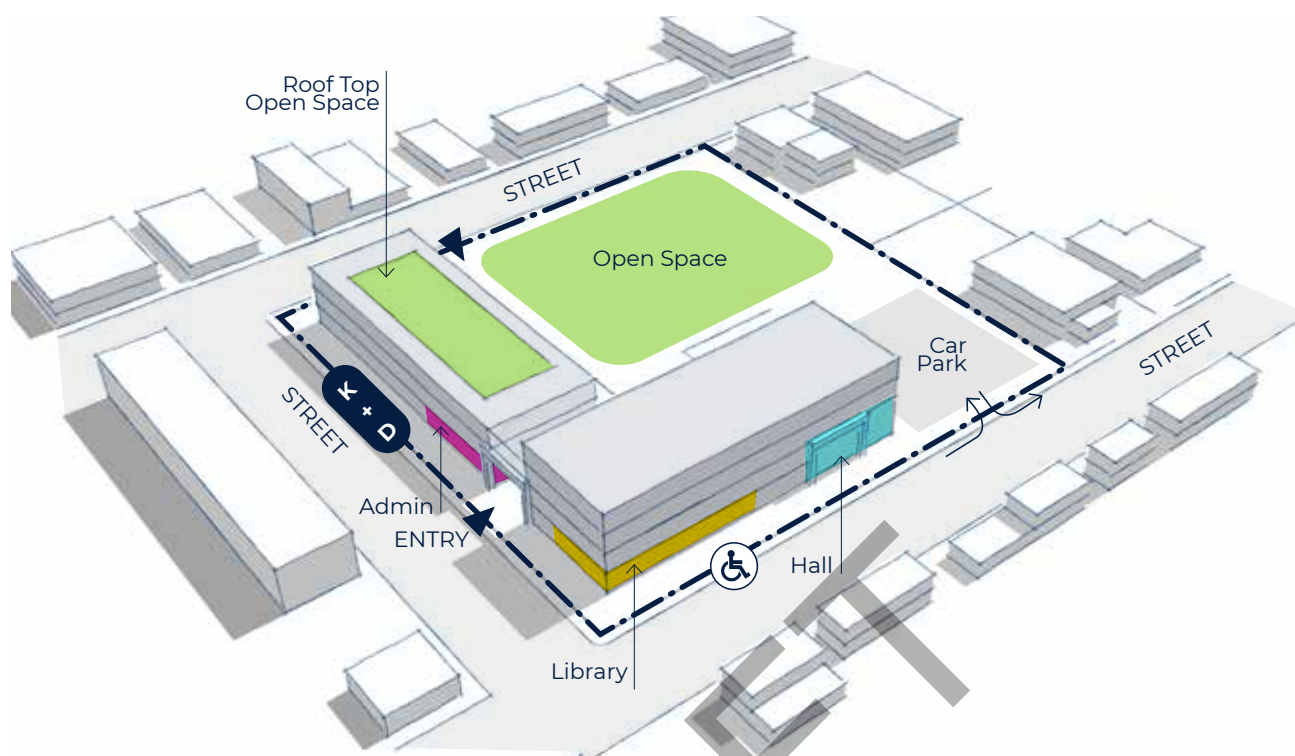 Roof Top
Open Space
STREET
Open Space
STREET
Car
Park
K + D
STREET
Admin
ENTRY
Hall
Library